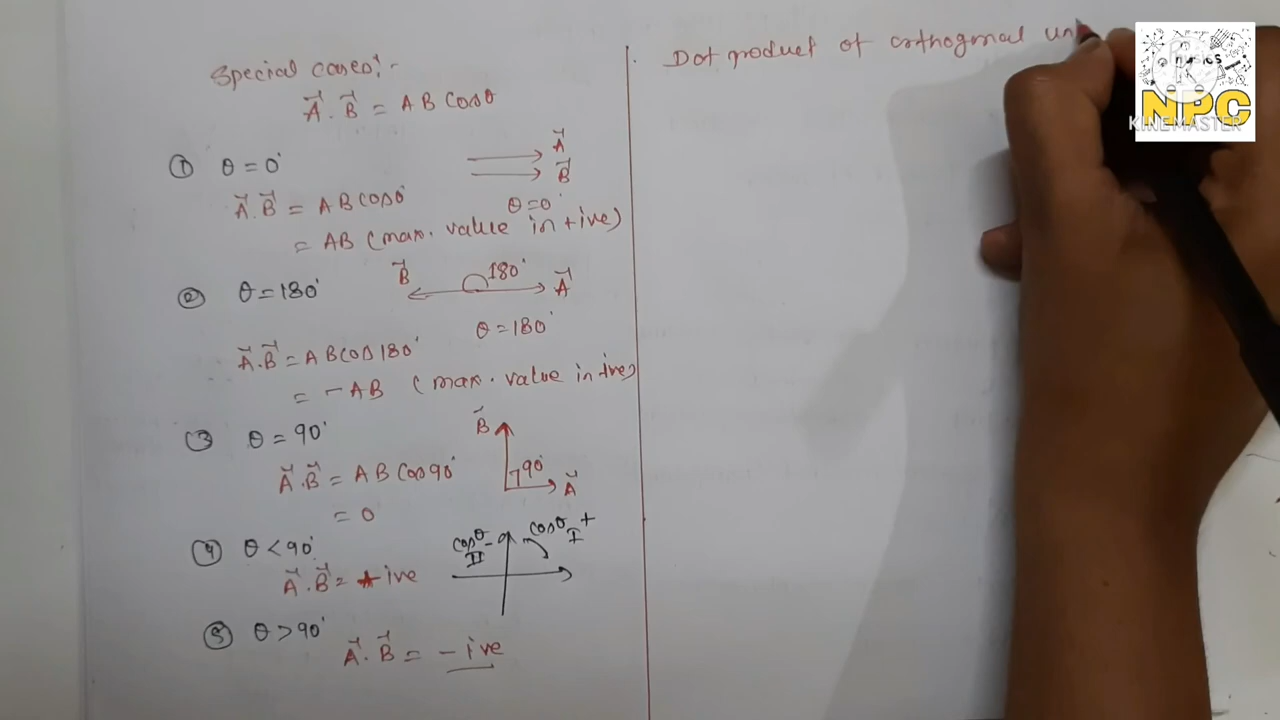 Special cases:-
A⃗ . B⃗ = AB Cosθ
① θ = 0°
A⃗
B⃗
θ = 0°
A⃗.B⃗ = AB Cos0°
= AB (max. value in +ive)
② θ = 180°
B⃗ 180° A⃗
θ = 180°
A⃗.B⃗ = AB Cos 180°
= -AB (max. value in
③ θ = 90°
B⃗
90°
A⃗
A⃗.B⃗ = AB Cos 90°
= 0
④ θ < 90°
cosθ -
II
cosθ +
I
A⃗.B⃗ = +ive
⑤ θ > 90°
A⃗. B⃗ = -ive
Dot product of orthogonal un
Physics
NPC
KINEMASTER